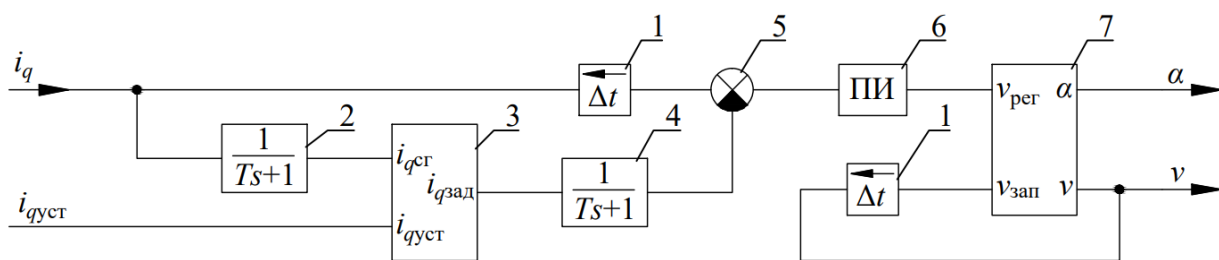 1
5
6
7
i_q
Δt
ПИ
v_рег
α
α
2
3
4
1
1
Ts+1
i_qсг
i_qзад
1
Ts+1
Δt
v_зап
v
v
i_qуст
i_qуст